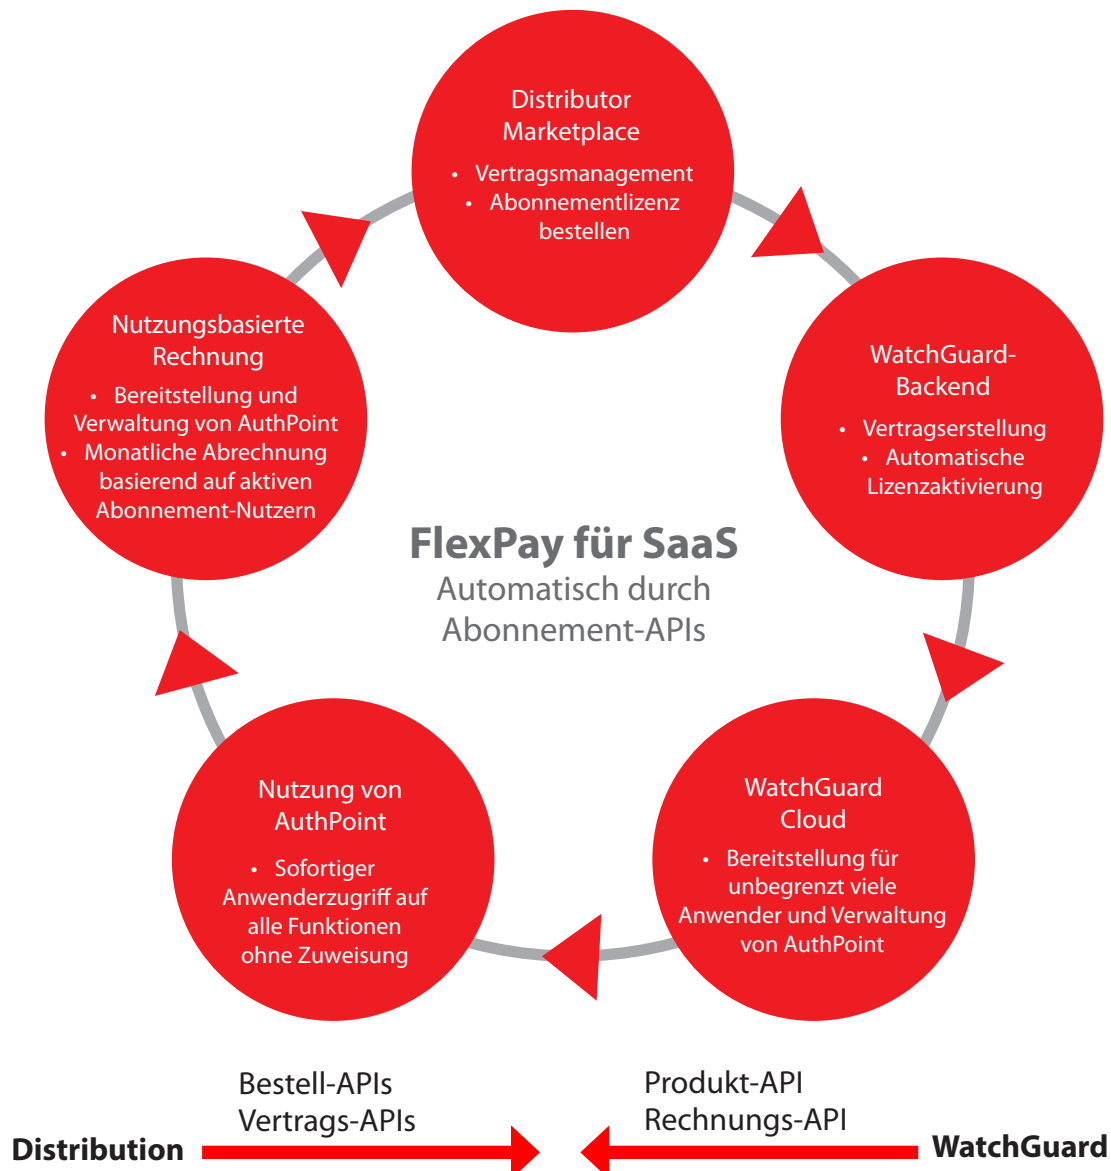 Distributor
Marketplace
• Vertragsmanagement
• Abonnementlizenz
bestellen
WatchGuard-
Backend
• Vertragserstellung
• Automatische
Lizenzaktivierung
WatchGuard
Cloud
• Bereitstellung für
unbegrenzt viele
Anwender und Verwaltung
von AuthPoint
Nutzung von
AuthPoint
• Sofortiger
Anwenderzugriff auf
alle Funktionen
ohne Zuweisung
Nutzungsbasierte
Rechnung
• Bereitstellung und
Verwaltung von AuthPoint
• Monatliche Abrechnung
basierend auf aktiven
Abonnement-Nutzern
FlexPay für SaaS
Automatisch durch
Abonnement-APIs
Bestell-APIs
Vertrags-APIs
Distribution
Produkt-API
Rechnungs-API
WatchGuard